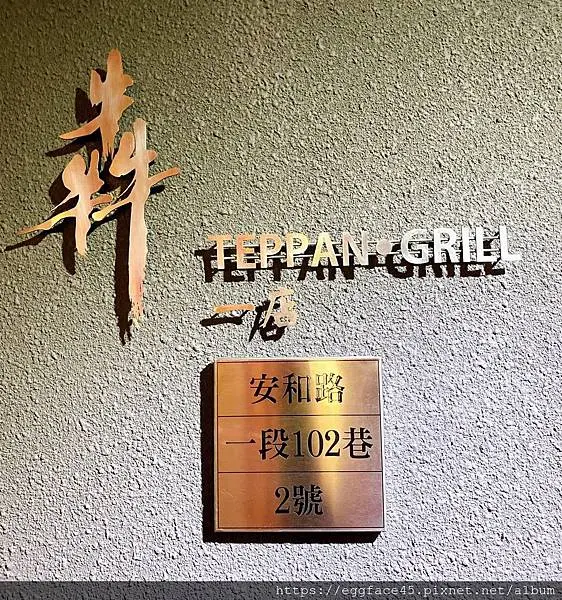 犇
TEPPAN•GRILL
一店
安和路
一段102巷
2號
https://eggface45.pixnet.net/album